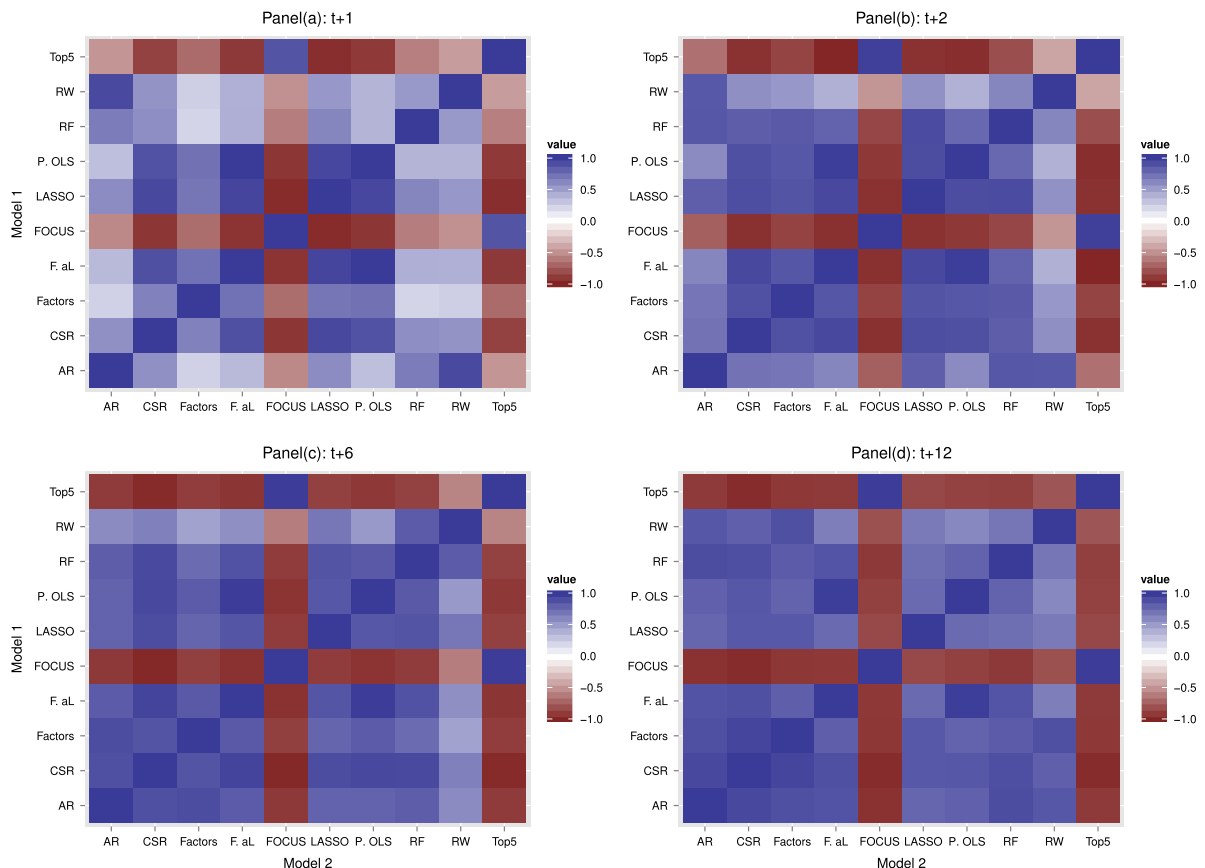 Panel(a): t+1
Model 1
Top5
RW
RF
P. OLS
LASSO
FOCUS
F. aL
Factors
CSR
AR
AR CSR Factors F. aL FOCUS LASSO P. OLS RF RW Top5
value
1.0
0.5
0.0
−0.5
−1.0
Panel(b): t+2
Top5
RW
RF
P. OLS
LASSO
FOCUS
F. aL
Factors
CSR
AR
AR CSR Factors F. aL FOCUS LASSO P. OLS RF RW Top5
value
1.0
0.5
0.0
−0.5
−1.0
Panel(c): t+6
Model 1
Top5
RW
RF
P. OLS
LASSO
FOCUS
F. aL
Factors
CSR
AR
AR CSR Factors F. aL FOCUS LASSO P. OLS RF RW Top5
Model 2
value
1.0
0.5
0.0
−0.5
−1.0
Panel(d): t+12
Top5
RW
RF
P. OLS
LASSO
FOCUS
F. aL
Factors
CSR
AR
AR CSR Factors F. aL FOCUS LASSO P. OLS RF RW Top5
Model 2
value
1.0
0.5
0.0
−0.5
−1.0